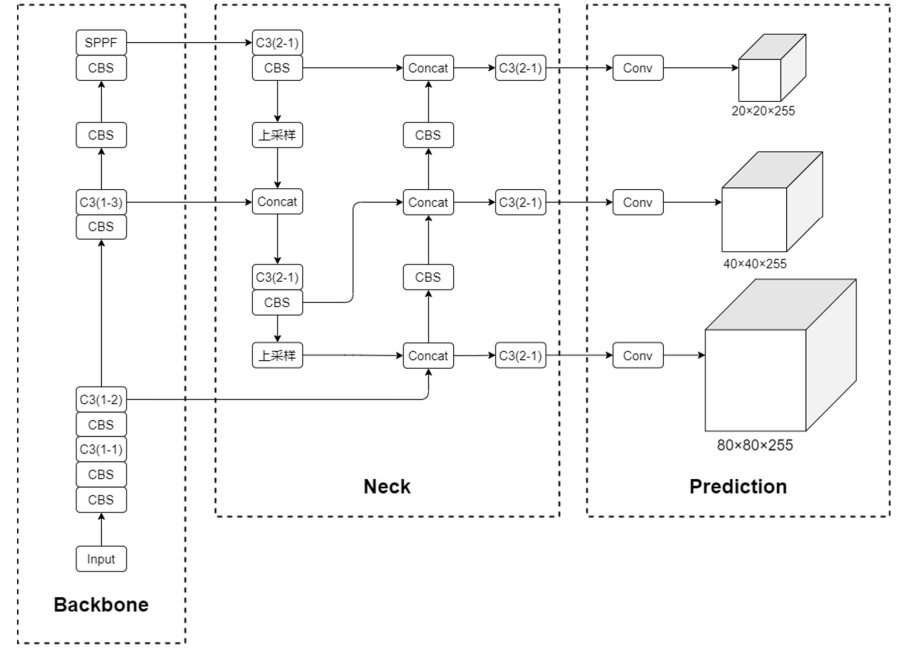 SPPF
CBS
CBS
C3(1-3)
CBS
C3(1-2)
CBS
C3(1-1)
CBS
CBS
Input
Backbone
C3(2-1)
CBS
上采样
Concat
C3(2-1)
CBS
上采样
Concat
C3(2-1)
CBS
Concat
C3(2-1)
CBS
Concat
C3(2-1)
Neck
Conv
20×20×255
Conv
40×40×255
Conv
80×80×255
Prediction